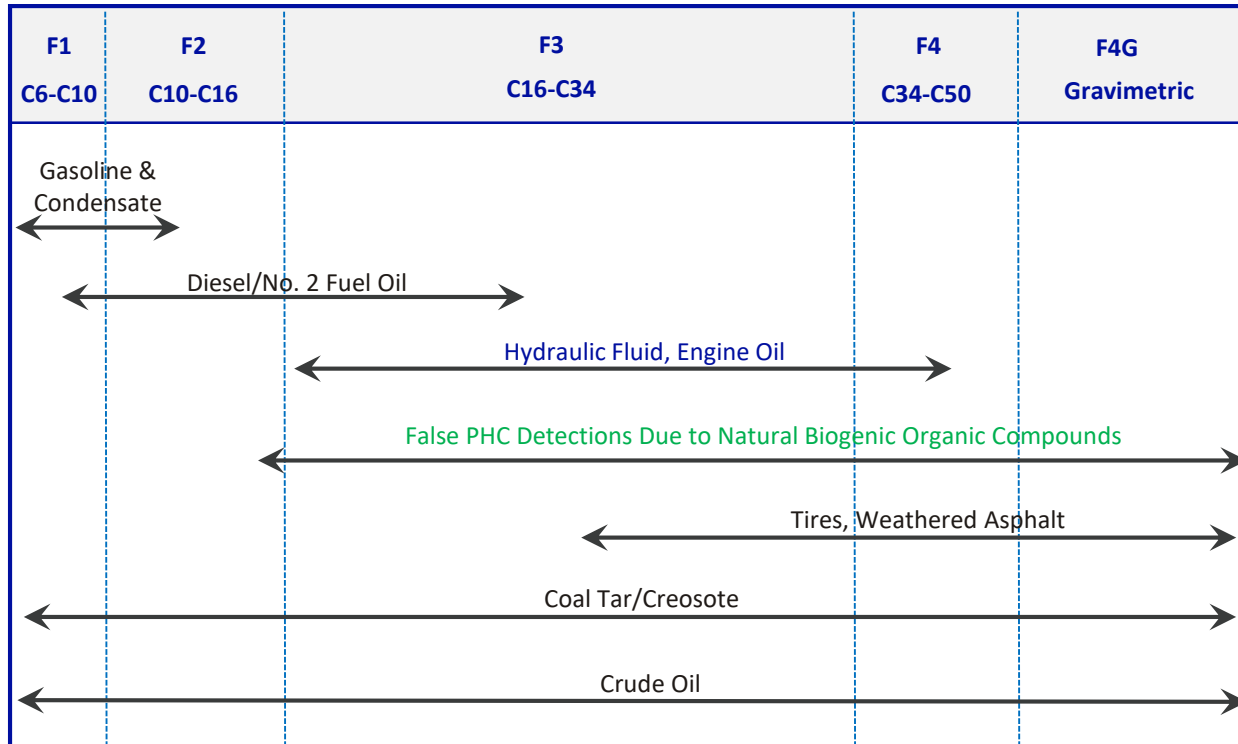 F1
F2
F3
F4
F4G
C6-C10
C10-C16
C16-C34
C34-C50
Gravimetric
Gasoline &
Condensate
Diesel/No. 2 Fuel Oil
Hydraulic Fluid, Engine Oil
False PHC Detections Due to Natural Biogenic Organic Compounds
Tires, Weathered Asphalt
Coal Tar/Creosote
Crude Oil